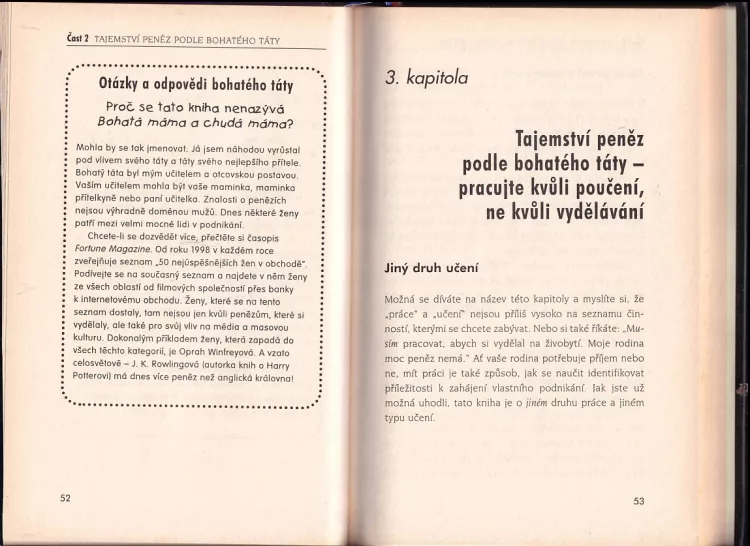 Část 2 TAJEMSTVÍ PENĚZ PODLE BOHATÉHO TÁTY
Otázky a odpovědi bohatého táty
Proč se tato kniha nenazývá
Bohatá máma a chudá máma?
Mohla by se tak jmenovat. Já jsem náhodou vyrůstal
pod vlivem svého táty a táty svého nejlepšího přítele.
Bohatý táta byl mým učitelem a otcovskou postavou.
Vaším učitelem mohla být vaše maminka, maminka
přítelkyně nebo paní učitelka. Znalosti o penězích
nejsou výhradně doménou mužů. Dnes některé ženy
patří mezi velmi mocné lidi v podnikání.
Chcete-li se dozvědět více, přečtěte si časopis
Fortune Magazine. Od roku 1998 v každém roce
zveřejňuje seznam „50 nejúspěšnějších žen v obchodě“.
Podívejte se na současný seznam a najdete v něm ženy
ze všech oblastí od filmových společností přes banky
k internetovému obchodu. Ženy, které se na tento
seznam dostaly, tam nejsou jen kvůli penězům, které si
vydělaly, ale také pro svůj vliv na média a masovou
kulturu. Dokonalým příkladem ženy, která zapadá do
všech těchto kategorií, je Oprah Winfreyová. A vzato
celosvětově – J. K. Rowlingová (autorka knih o Harry
Potterovi) má dnes více peněz než anglická královna!
52
3. kapitola
Tajemství peněz
podle bohatého táty –
pracujte kvůli poučení,
ne kvůli vydělávání
Jiný druh učení
Možná se díváte na název této kapitoly a myslíte si, že
„práce“ a „učení“ nejsou příliš vysoko na seznamu čin-
ností, kterými se chcete zabývat. Nebo si také říkáte: „Mu-
sím pracovat, abych si vydělal na živobytí. Moje rodina
moc peněz nemá.“ Ať vaše rodina potřebuje příjem nebo
ne, mít práci je také způsob, jak se naučit identifikovat
příležitosti k zahájení vlastního podnikání. Jak jste už
možná uhodli, tato kniha je o jiném druhu práce a jiném
typu učení.
53